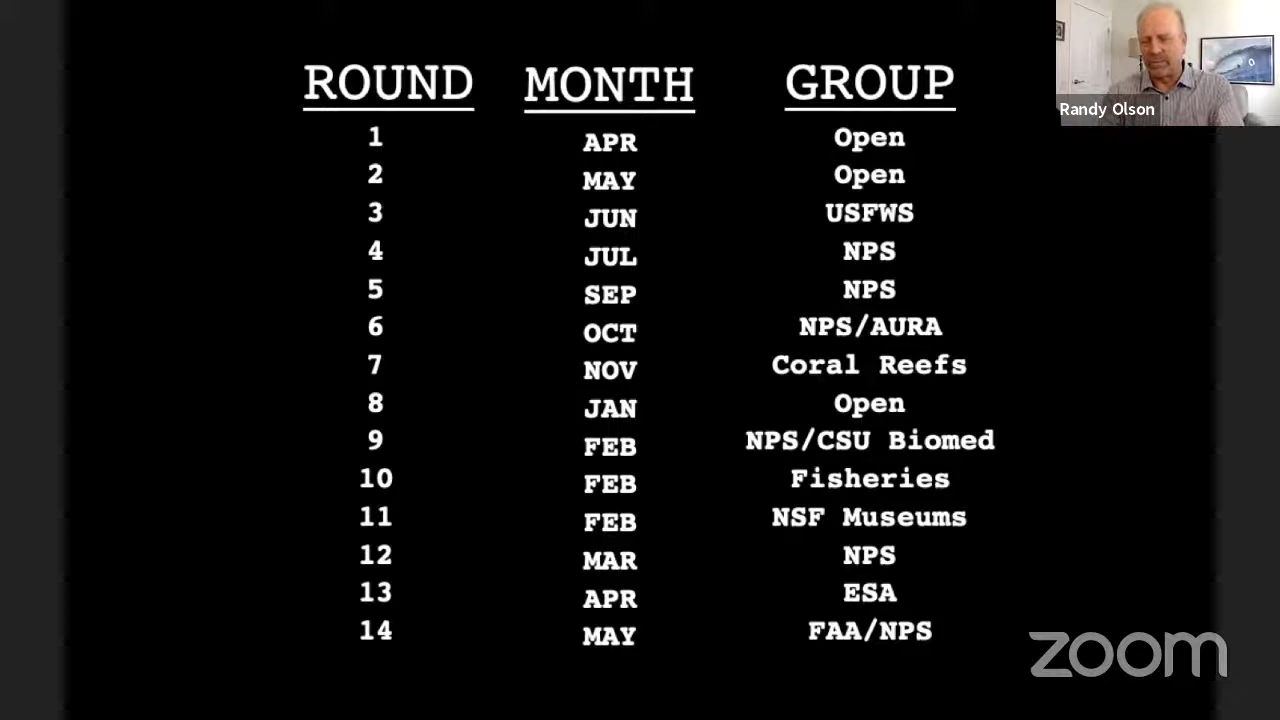 ROUND MONTH GROUP
1 APR Open
2 MAY Open
3 JUN USFWS
4 JUL NPS
5 SEP NPS
6 OCT NPS/AURA
7 NOV Coral Reefs
8 JAN Open
9 FEB NPS/CSU Biomed
10 FEB Fisheries
11 FEB NSF Museums
12 MAR NPS
13 APR ESA
14 MAY FAA/NPS
Randy Olson
zoom